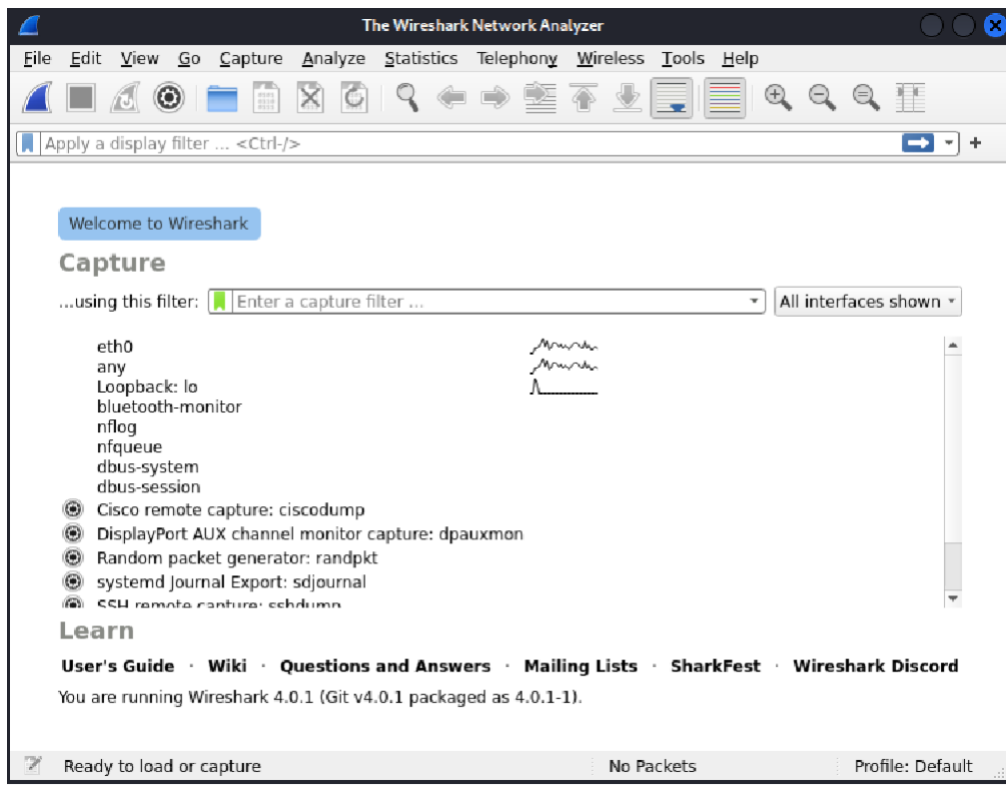 The Wireshark Network Analyzer
File Edit View Go Capture Analyze Statistics Telephony Wireless Tools Help
Apply a display filter ... <Ctrl-/>
Welcome to Wireshark
Capture
...using this filter: Enter a capture filter ... All interfaces shown
eth0
any
Loopback: lo
bluetooth-monitor
nflog
nfqueue
dbus-system
dbus-session
Cisco remote capture: ciscodump
DisplayPort AUX channel monitor capture: dpauxmon
Random packet generator: randpkt
systemd Journal Export: sdjournal
SSH remote capture: sshdump
Learn
User's Guide · Wiki · Questions and Answers · Mailing Lists · SharkFest · Wireshark Discord
You are running Wireshark 4.0.1 (Git v4.0.1 packaged as 4.0.1-1).
Ready to load or capture No Packets Profile: Default